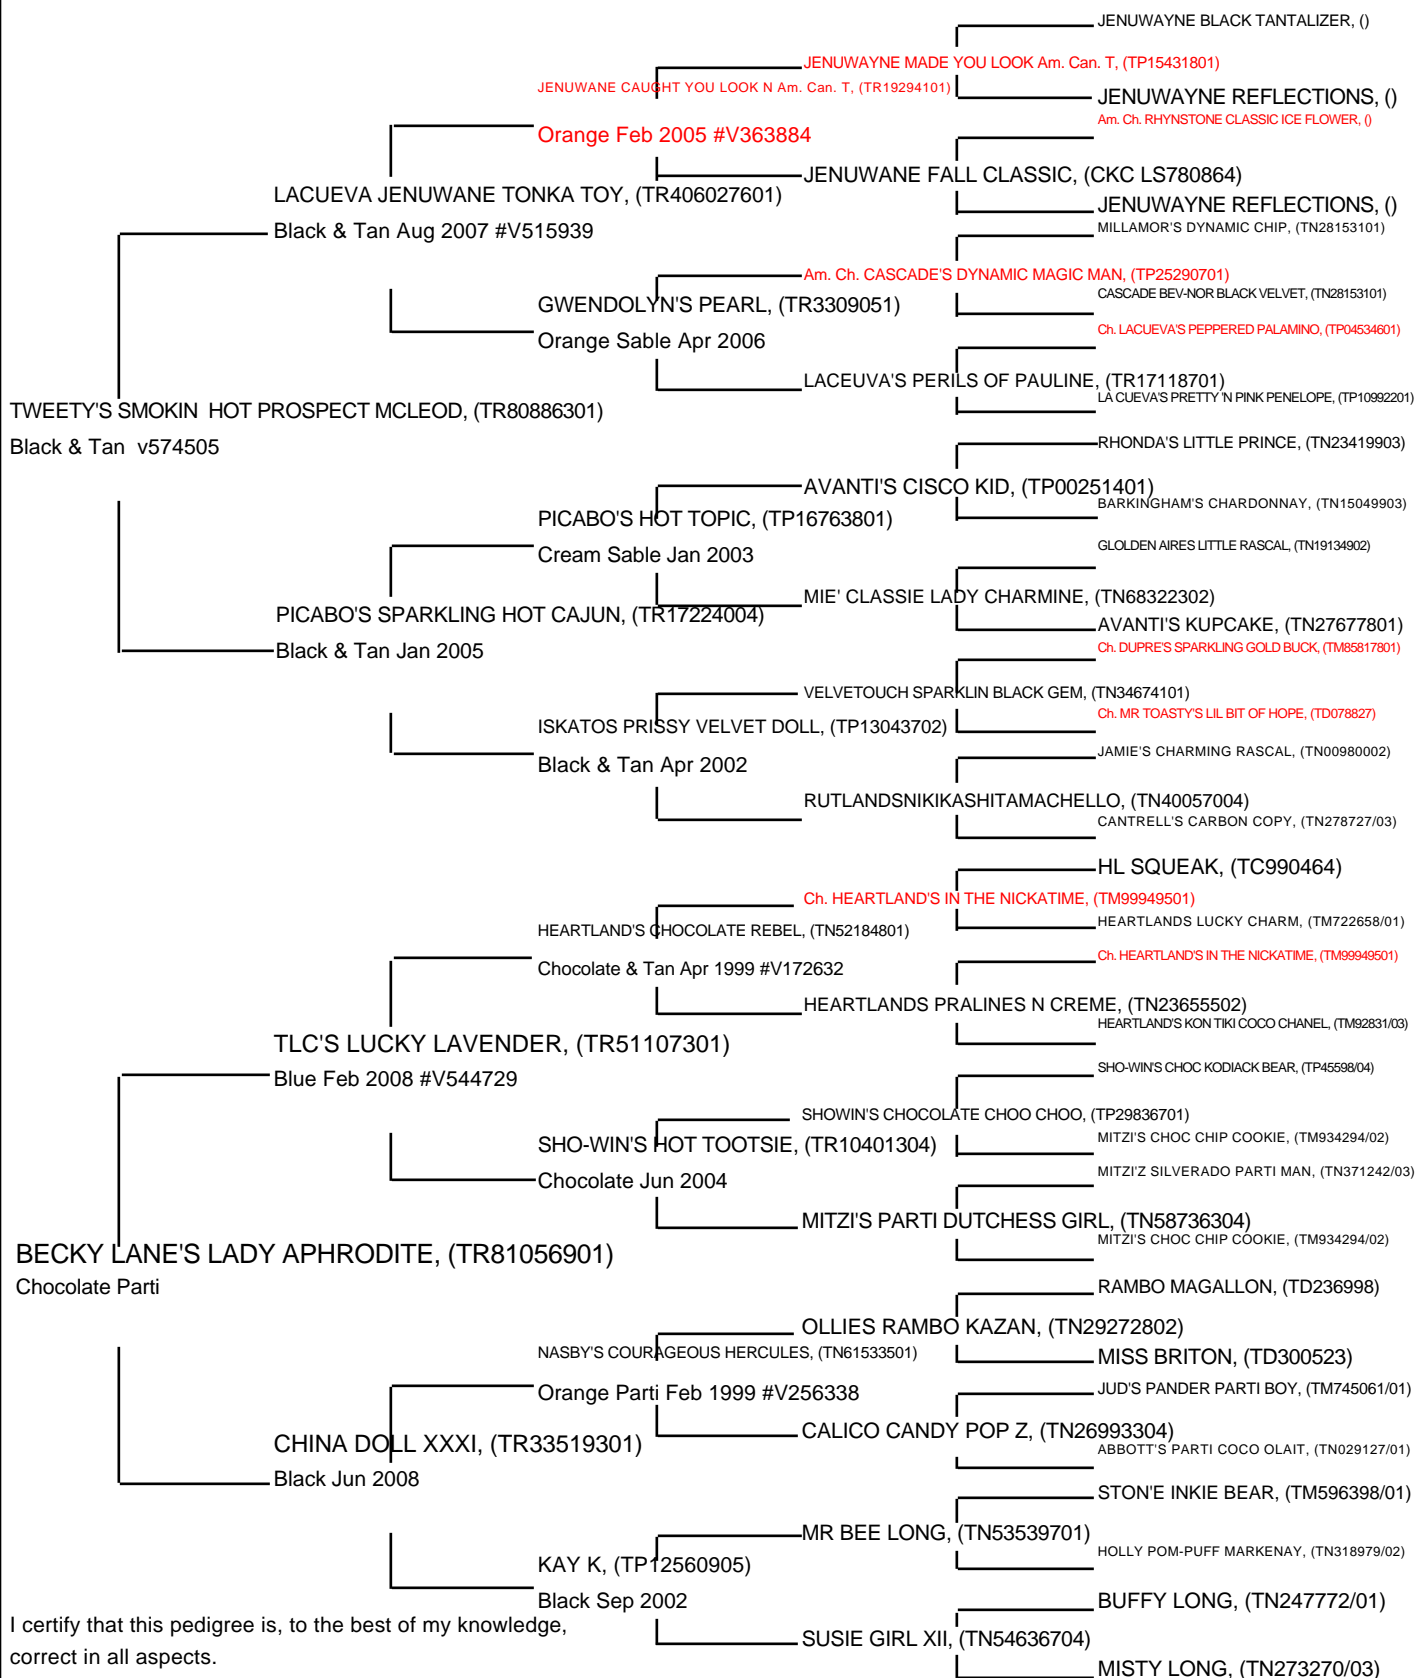 JENUWAYNE BLACK TANTALIZER, ()
JENUWAYNE MADE YOU LOOK Am. Can. T, (TP15431801)
JENUWANE CAUGHT YOU LOOK N Am. Can. T, (TR19294101)
JENUWAYNE REFLECTIONS, ()
Am. Ch. RHYNSTONE CLASSIC ICE FLOWER, ()
Orange Feb 2005 #V363884
JENUWANE FALL CLASSIC, (CKC LS780864)
LACUEVA JENUWANE TONKA TOY, (TR406027601)
JENUWAYNE REFLECTIONS, ()
Black & Tan Aug 2007 #V515939
MILLAMOR'S DYNAMIC CHIP, (TN28153101)
Am. Ch. CASCADE'S DYNAMIC MAGIC MAN, (TP25290701)
CASCADE BEV-NOR BLACK VELVET, (TN28153101)
GWENDOLYN'S PEARL, (TR3309051)
Ch. LACUEVA'S PEPPERED PALAMINO, (TP04534601)
Orange Sable Apr 2006
LACEUVA'S PERILS OF PAULINE, (TR17118701)
LA CUEVA'S PRETTY 'N PINK PENELOPE, (TP10992201)
TWEETY'S SMOKIN  HOT PROSPECT MCLEOD, (TR80886301)
Black & Tan  v574505
RHONDA'S LITTLE PRINCE, (TN23419903)
AVANTI'S CISCO KID, (TP00251401)
BARKINGHAM'S CHARDONNAY, (TN15049903)
PICABO'S HOT TOPIC, (TP16763801)
GLOLDEN AIRES LITTLE RASCAL, (TN19134902)
Cream Sable Jan 2003
MIE' CLASSIE LADY CHARMINE, (TN68322302)
PICABO'S SPARKLING HOT CAJUN, (TR17224004)
AVANTI'S KUPCAKE, (TN27677801)
Black & Tan Jan 2005
Ch. DUPRE'S SPARKLING GOLD BUCK, (TM85817801)
VELVETOUCH SPARKLIN BLACK GEM, (TN34674101)
Ch. MR TOASTY'S LIL BIT OF HOPE, (TD078827)
ISKATOS PRISSY VELVET DOLL, (TP13043702)
JAMIE'S CHARMING RASCAL, (TN00980002)
Black & Tan Apr 2002
RUTLANDSNIKIKASHITAMACHELLO, (TN40057004)
CANTRELL'S CARBON COPY, (TN278727/03)
HL SQUEAK, (TC990464)
Ch. HEARTLAND'S IN THE NICKATIME, (TM99949501)
HEARTLANDS LUCKY CHARM, (TM722658/01)
HEARTLAND'S CHOCOLATE REBEL, (TN52184801)
Ch. HEARTLAND'S IN THE NICKATIME, (TM99949501)
Chocolate & Tan Apr 1999 #V172632
HEARTLANDS PRALINES N CREME, (TN23655502)
HEARTLAND'S KON TIKI COCO CHANEL, (TM92831/03)
TLC'S LUCKY LAVENDER, (TR51107301)
Blue Feb 2008 #V544729
SHO-WIN'S CHOC KODIACK BEAR, (TP45598/04)
SHOWIN'S CHOCOLATE CHOO CHOO, (TP29836701)
MITZI'S CHOC CHIP COOKIE, (TM934294/02)
SHO-WIN'S HOT TOOTSIE, (TR10401304)
MITZI'Z SILVERADO PARTI MAN, (TN371242/03)
Chocolate Jun 2004
MITZI'S PARTI DUTCHESS GIRL, (TN58736304)
MITZI'S CHOC CHIP COOKIE, (TM934294/02)
BECKY LANE'S LADY APHRODITE, (TR81056901)
Chocolate Parti
RAMBO MAGALLON, (TD236998)
OLLIES RAMBO KAZAN, (TN29272802)
NASBY'S COURAGEOUS HERCULES, (TN61533501)
MISS BRITON, (TD300523)
Orange Parti Feb 1999 #V256338
JUD'S PANDER PARTI BOY, (TM745061/01)
CALICO CANDY POP Z, (TN26993304)
CHINA DOLL XXXI, (TR33519301)
ABBOTT'S PARTI COCO OLAIT, (TN029127/01)
Black Jun 2008
STON'E INKIE BEAR, (TM596398/01)
MR BEE LONG, (TN53539701)
HOLLY POM-PUFF MARKENAY, (TN318979/02)
KAY K, (TP12560905)
Black Sep 2002
BUFFY LONG, (TN247772/01)
I certify that this pedigree is, to the best of my knowledge,
SUSIE GIRL XII, (TN54636704)
correct in all aspects.
MISTY LONG, (TN273270/03)